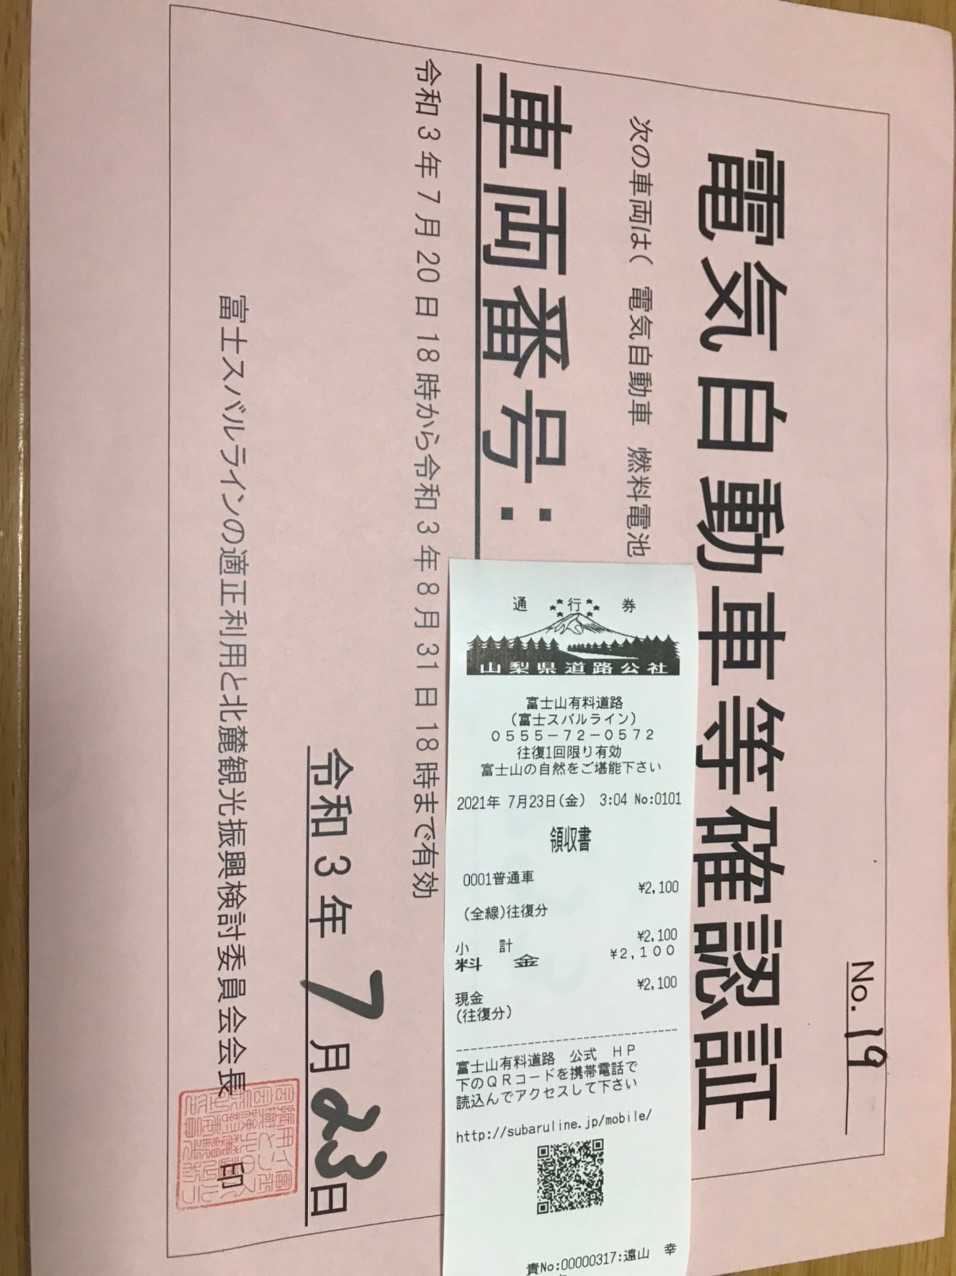 No. 19
電気自動車等確認証
次の車両は( 電気自動車 燃料電池
車両番号:
令和3年7月20日18時から令和3年8月31日18時まで有効
令和3年7月23日
富士スバルラインの適正利用と北麓観光振興検討委員会会長 印
通行券
山梨県道路公社
富士山有料道路
(富士スバルライン)
0555-72-0572
往復1回限り有効
富士山の自然をご堪能下さい
2021年 7月23日(金) 3:04 No:0101
領収書
0001普通車
¥2,100
(全線)往復分
小 計 ¥2,100
料 金 ¥2,100
現金 ¥2,100
(往復分)
富士山有料道路 公式 HP
下のQRコードを携帯電話で
読込んでアクセスして下さい
http://subaruline.jp/mobile/
責No:00000317:遠山 幸